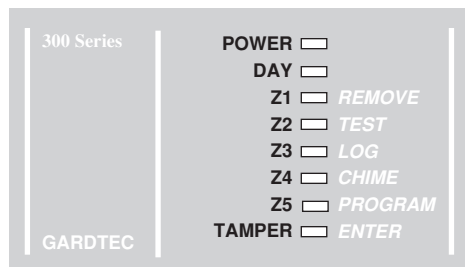 300 Series
POWER
DAY
Z1 REMOVE
Z2 TEST
Z3 LOG
Z4 CHIME
Z5 PROGRAM
TAMPER ENTER
GARDTEC